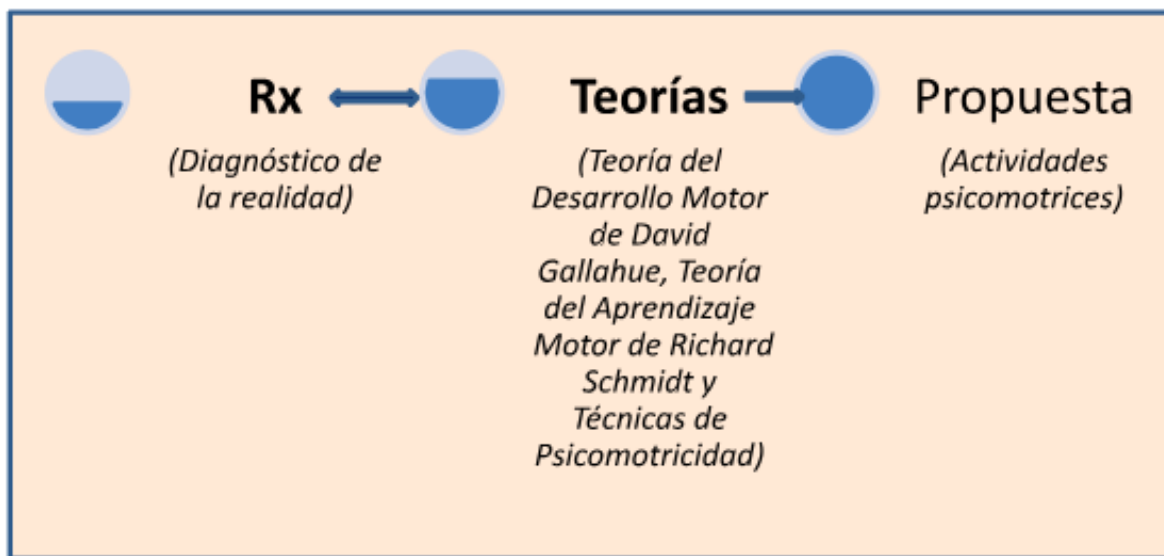 Rx
(Diagnóstico de
la realidad)
Teorías
(Teoría del
Desarrollo Motor
de David
Gallahue, Teoría
del Aprendizaje
Motor de Richard
Schmidt y
Técnicas de
Psicomotricidad)
Propuesta
(Actividades
psicomotrices)